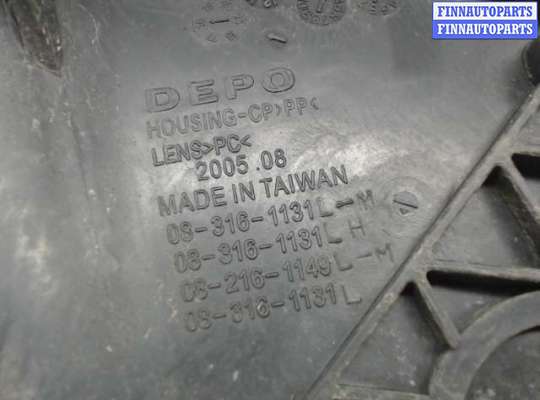 FINNAUTOPARTS
FINNAUTOPARTS
DEPO
HOUSING-CP>PP<
LENS>PC<
2005.08
MADE IN TAIWAN
08-316-1131L-M
08-316-1131LH
08-216-1149L-M
08-316-1131L